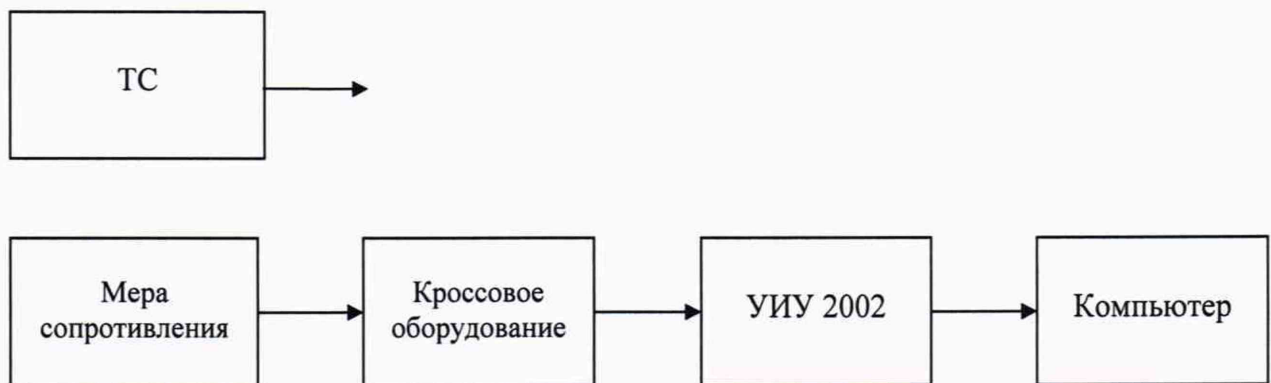 ТС
Мера
сопротивления
Кроссовое
оборудование
УИУ 2002
Компьютер